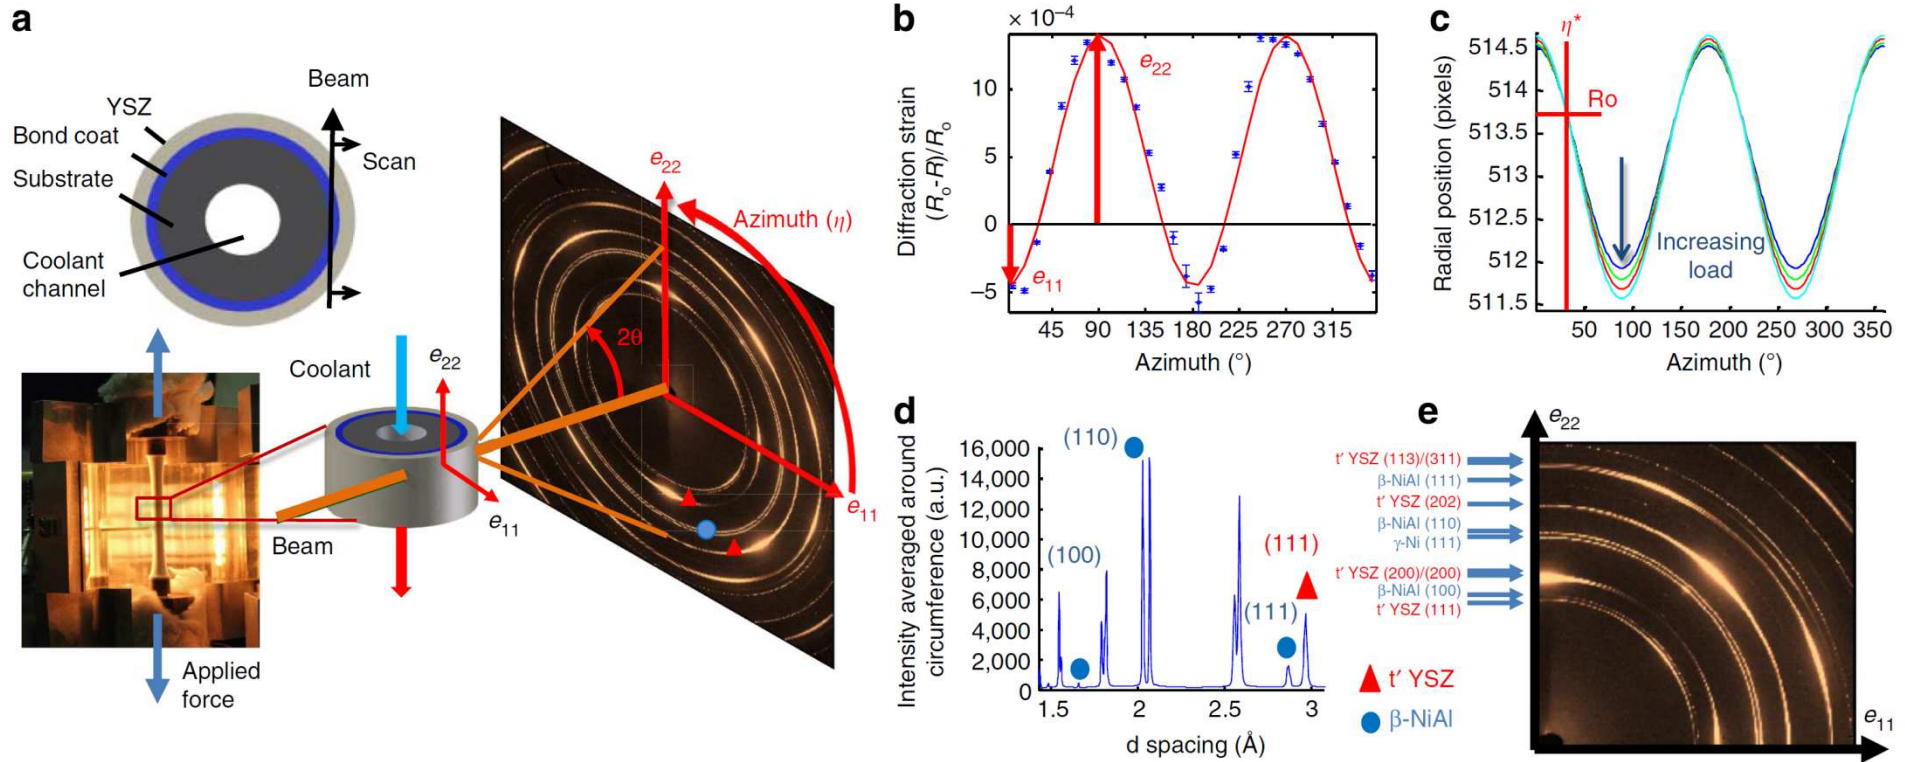 a
Beam
YSZ
Bond coat
Scan
Substrate
Coolant
channel
Coolant
e22
e11
Beam
Applied
force
e22
Azimuth (η)
2θ
e11
b
× 10–4
Diffraction strain
(Ro-R)/Ro
10
5
0
–5
e22
e11
45 90 135 180 225 270 315
Azimuth (°)
c
η*
Ro
Radial position (pixels)
514.5
514
513.5
513
512.5
512
511.5
Increasing
load
50 100 150 200 250 300 350
Azimuth (°)
d
Intensity averaged around
circumference (a.u.)
16,000
14,000
12,000
10,000
8,000
6,000
4,000
2,000
0
(110)
(100)
(111)
(111)
1.5 2 2.5 3
d spacing (Å)
t′ YSZ
β-NiAl
e
e22
t′ YSZ (113)/(311)
β-NiAl (111)
t′ YSZ (202)
β-NiAl (110)
γ-Ni (111)
t′ YSZ (200)/(200)
β-NiAl (100)
t′ YSZ (111)
e11